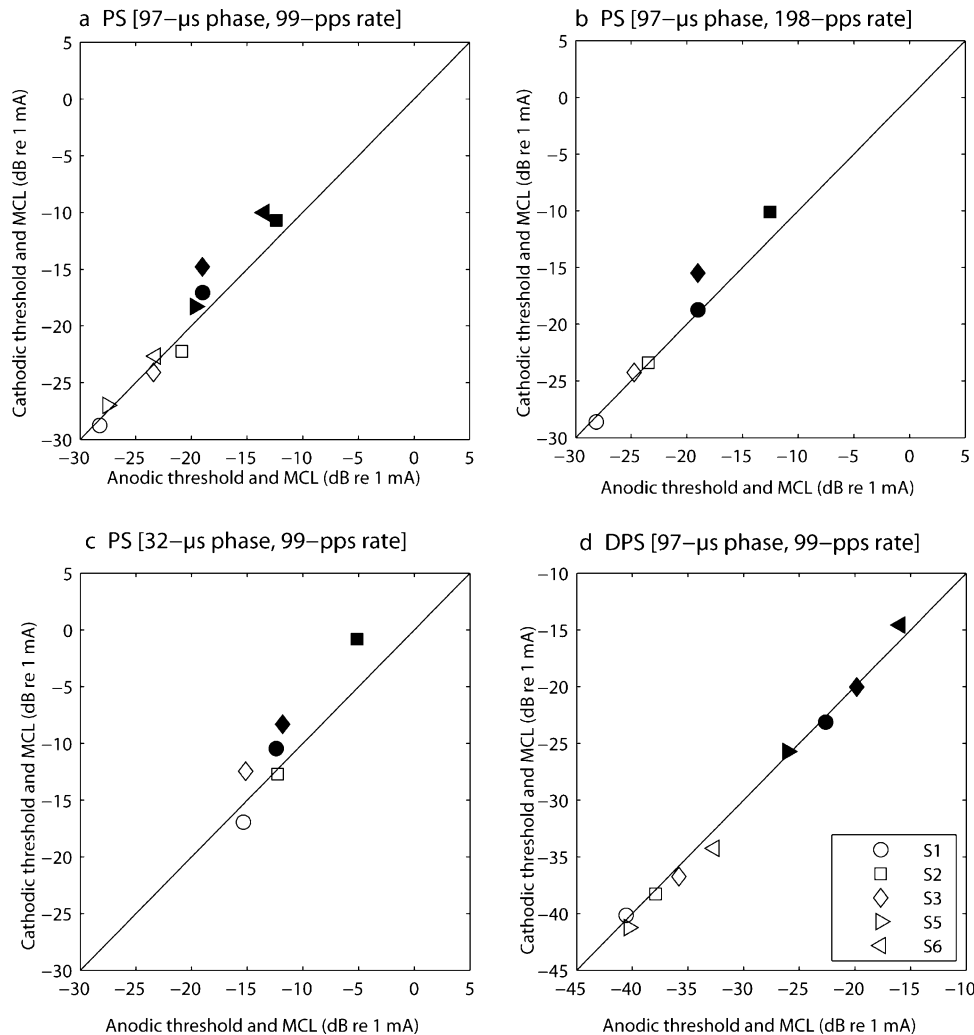 a PS [97–µs phase, 99–pps rate]
5
0
−5
−10
−15
−20
−25
−30
Cathodic threshold and MCL (dB re 1 mA)
−30 −25 −20 −15 −10 −5 0 5
Anodic threshold and MCL (dB re 1 mA)
b PS [97–µs phase, 198–pps rate]
5
0
−5
−10
−15
−20
−25
−30
Cathodic threshold and MCL (dB re 1 mA)
−30 −25 −20 −15 −10 −5 0 5
Anodic threshold and MCL (dB re 1 mA)
c PS [32–µs phase, 99–pps rate]
5
0
−5
−10
−15
−20
−25
−30
Cathodic threshold and MCL (dB re 1 mA)
−30 −25 −20 −15 −10 −5 0 5
Anodic threshold and MCL (dB re 1 mA)
d DPS [97–µs phase, 99–pps rate]
−10
−15
−20
−25
−30
−35
−40
−45
Cathodic threshold and MCL (dB re 1 mA)
S1
S2
S3
S5
S6
−45 −40 −35 −30 −25 −20 −15 −10
Anodic threshold and MCL (dB re 1 mA)